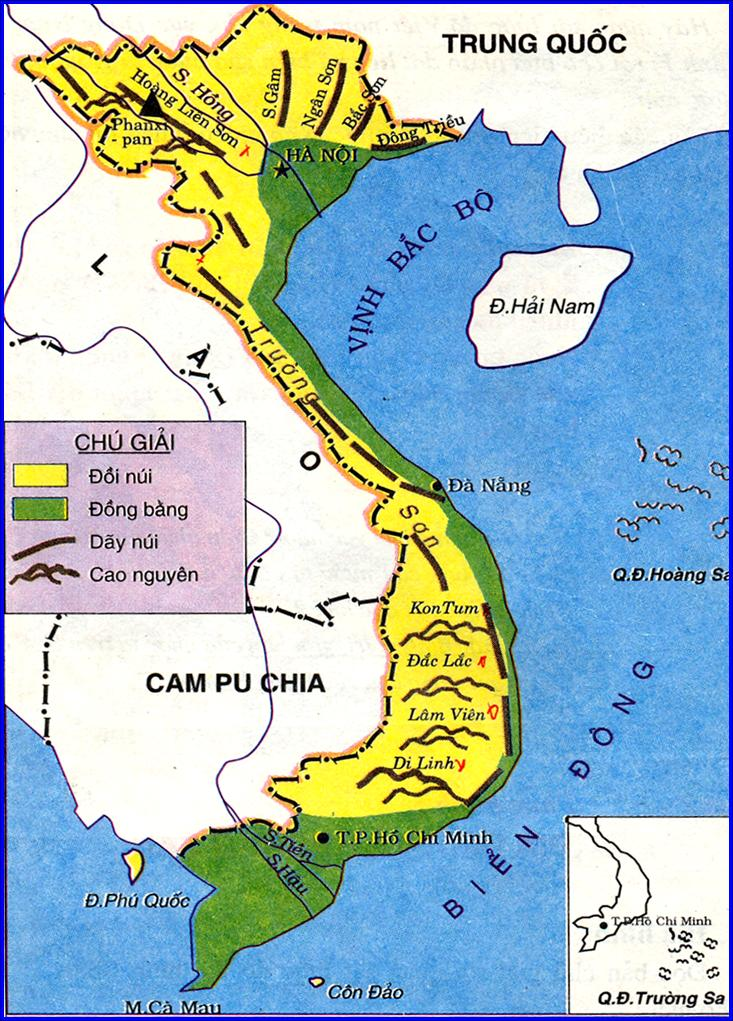 TRUNG QUỐC
S. Hồng
S.Gâm
Ngân Sơn
Bắc Sơn
Hoàng Liên Sơn
Phanxi
- pan
Đông Triều
HÀ NỘI
VỊNH BẮC BỘ
Đ.Hải Nam
LÀO
Trường Sơn
CHÚ GIẢI
Đồi núi
Đồng bằng
Dãy núi
Cao nguyên
Đà Nẵng
Q.Đ.Hoàng Sa
KonTum
Đắc Lắc
Lâm Viên
Di Linh
CAM PU CHIA
BIỂN ĐÔNG
T.P.Hồ Chí Minh
S.Tiền
S.Hậu
Đ.Phú Quốc
Côn Đảo
M.Cà Mau
T.P.Hồ Chí Minh
Q.Đ.Trường Sa